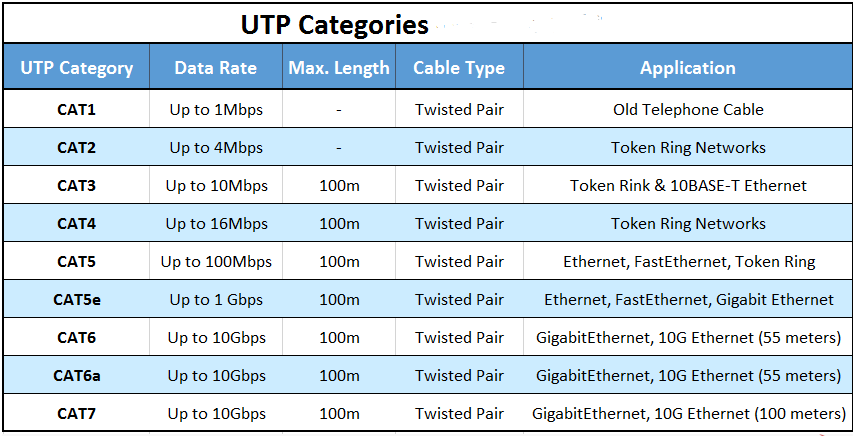 UTP Categories
UTP Category Data Rate Max. Length Cable Type Application
CAT1 Up to 1Mbps - Twisted Pair Old Telephone Cable
CAT2 Up to 4Mbps - Twisted Pair Token Ring Networks
CAT3 Up to 10Mbps 100m Twisted Pair Token Rink & 10BASE-T Ethernet
CAT4 Up to 16Mbps 100m Twisted Pair Token Ring Networks
CAT5 Up to 100Mbps 100m Twisted Pair Ethernet, FastEthernet, Token Ring
CAT5e Up to 1 Gbps 100m Twisted Pair Ethernet, FastEthernet, Gigabit Ethernet
CAT6 Up to 10Gbps 100m Twisted Pair GigabitEthernet, 10G Ethernet (55 meters)
CAT6a Up to 10Gbps 100m Twisted Pair GigabitEthernet, 10G Ethernet (55 meters)
CAT7 Up to 10Gbps 100m Twisted Pair GigabitEthernet, 10G Ethernet (100 meters)